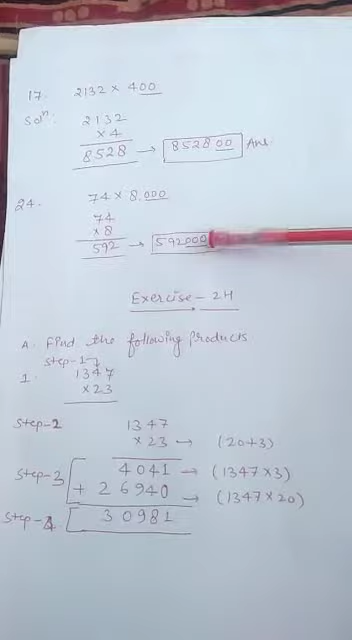 17. 2132 × 400
Solⁿ. 2132
×4
8528 → 852800 Ans
24. 74 × 8.000
74
×8
592 → 592000
Exercise - 2H
A. Find the following products
Step-1→
1. 1347
×23
Step-2 1347
×23 → (20+3)
Step-3 4041 → (1347×3)
+ 26940 → (1347×20)
Step-4 30981